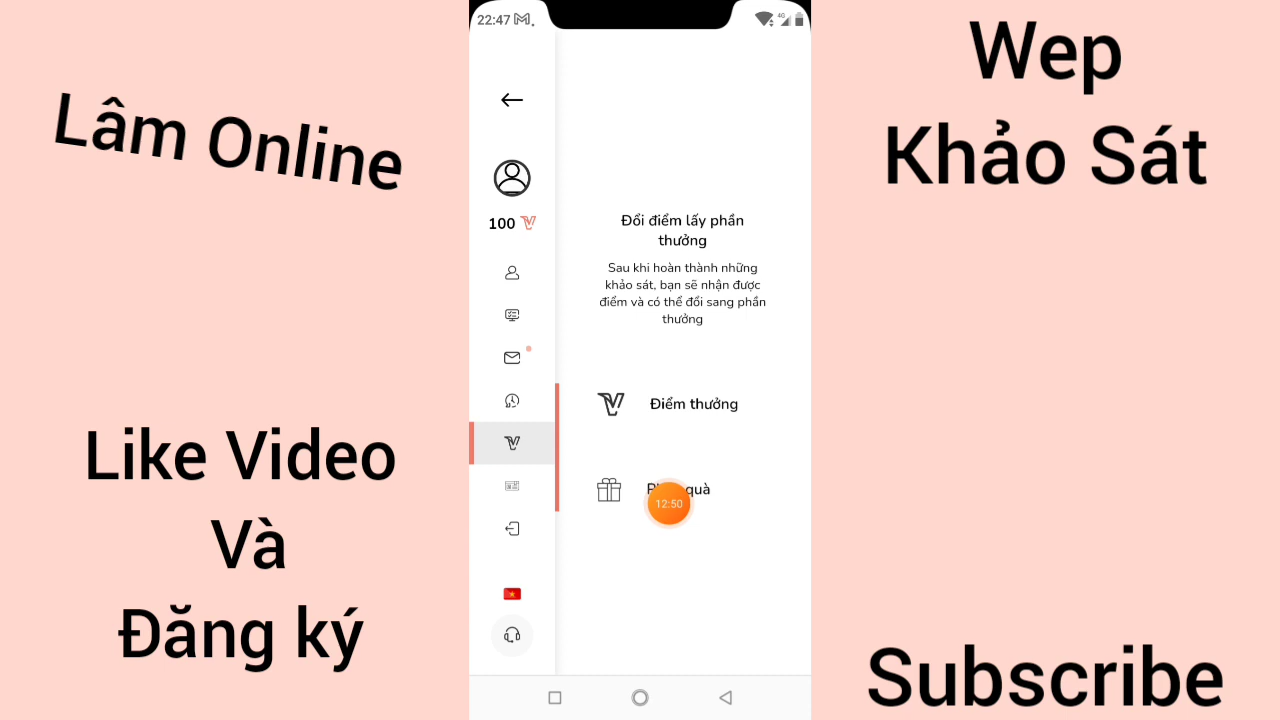 Lâm Online
Like Video
Và
Đăng ký
22:47
4G
100
Đổi điểm lấy phần
thưởng
Sau khi hoàn thành những
khảo sát, bạn sẽ nhận được
điểm và có thể đổi sang phần
thưởng
Điểm thưởng
quà
12:50
Wep
Khảo Sát
Subscribe